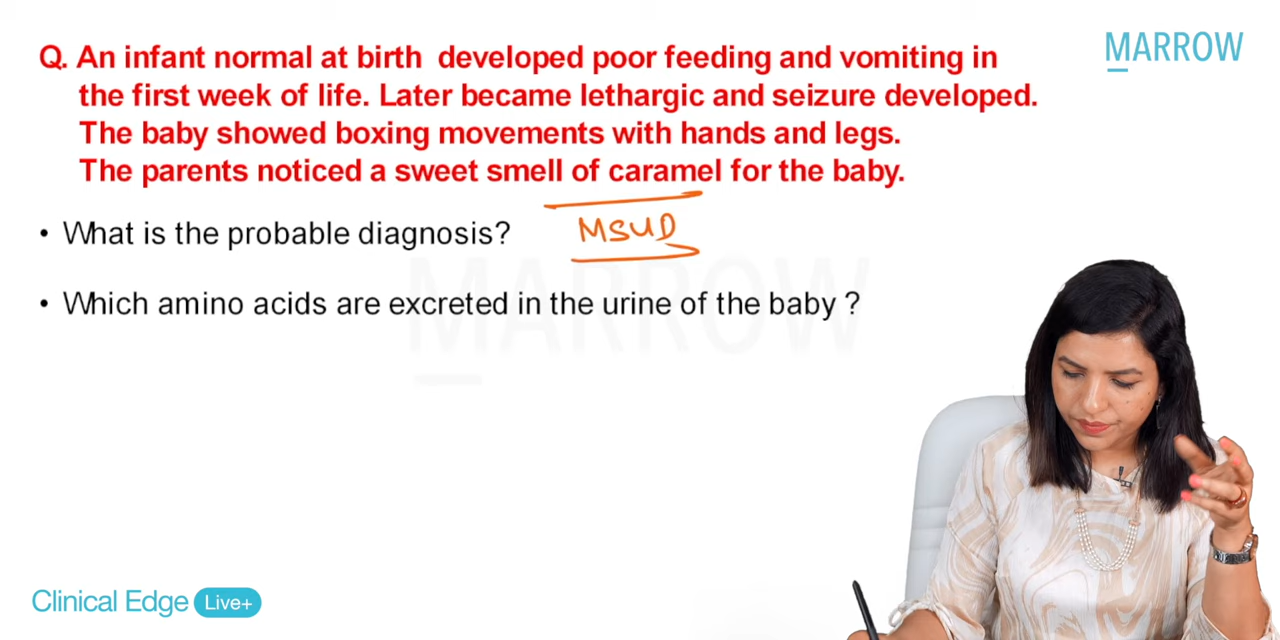 MARROW
Q. An infant normal at birth developed poor feeding and vomiting in
the first week of life. Later became lethargic and seizure developed.
The baby showed boxing movements with hands and legs.
The parents noticed a sweet smell of caramel for the baby.
• What is the probable diagnosis? MSUD
• Which amino acids are excreted in the urine of the baby ?
MARROW
Clinical Edge Live+